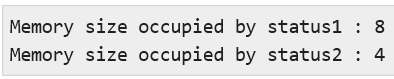 Memory size occupied by status1 : 8
Memory size occupied by status2 : 4